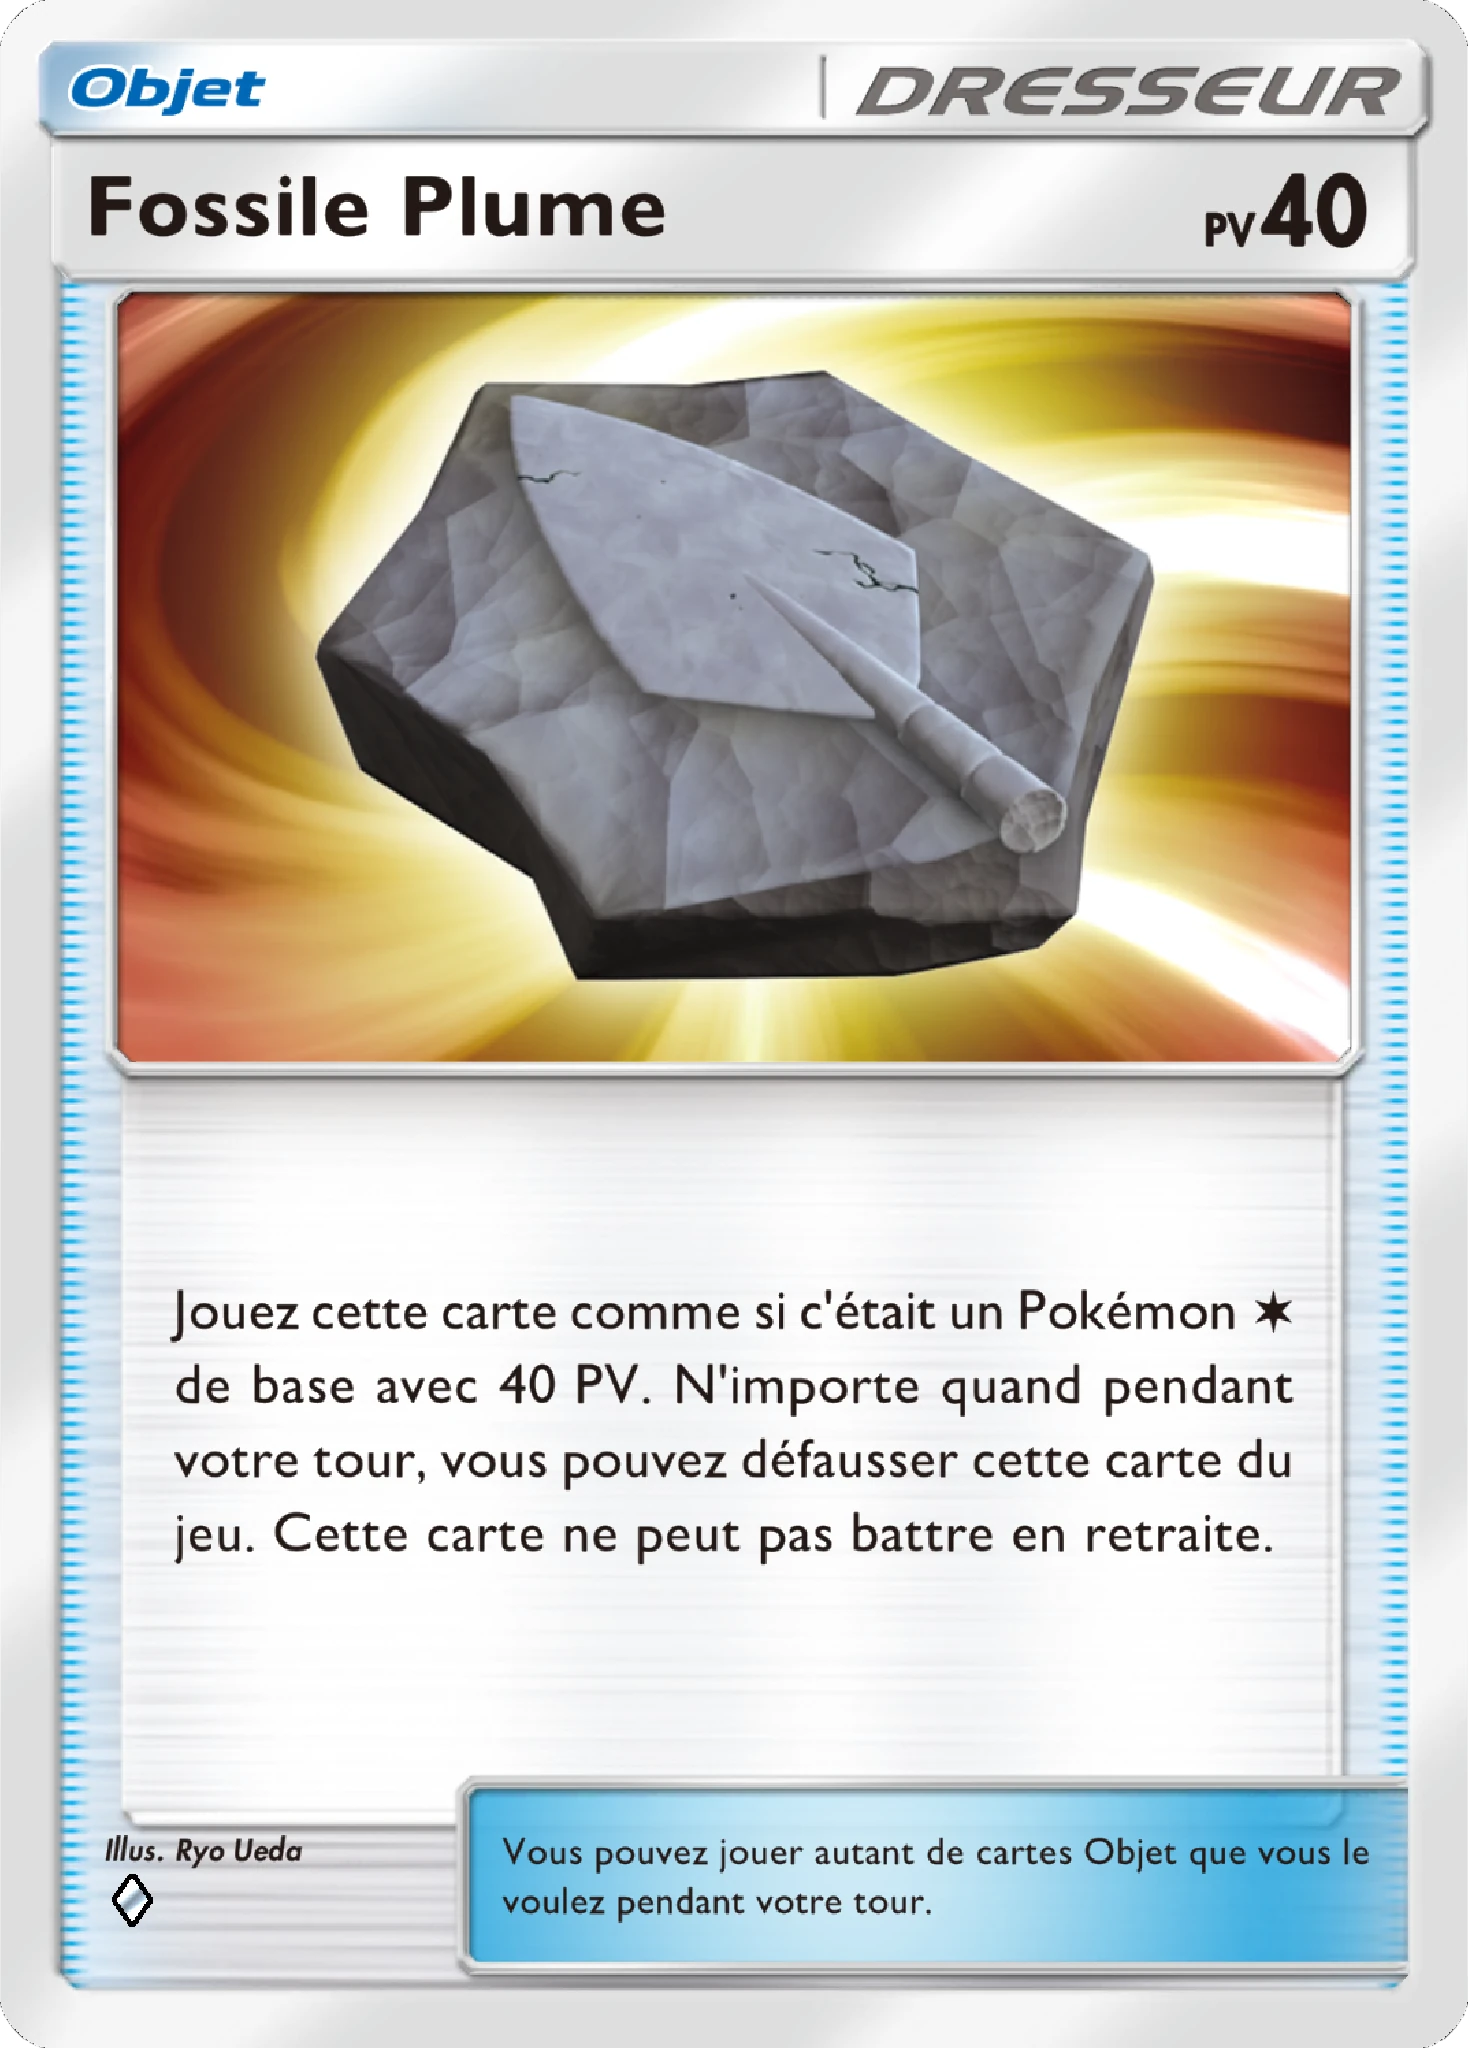 Objet
DRESSEUR
Fossile Plume
PV 40
Jouez cette carte comme si c'était un Pokémon ✶
de base avec 40 PV. N'importe quand pendant
votre tour, vous pouvez défausser cette carte du
jeu. Cette carte ne peut pas battre en retraite.
Illus. Ryo Ueda
Vous pouvez jouer autant de cartes Objet que vous le
voulez pendant votre tour.